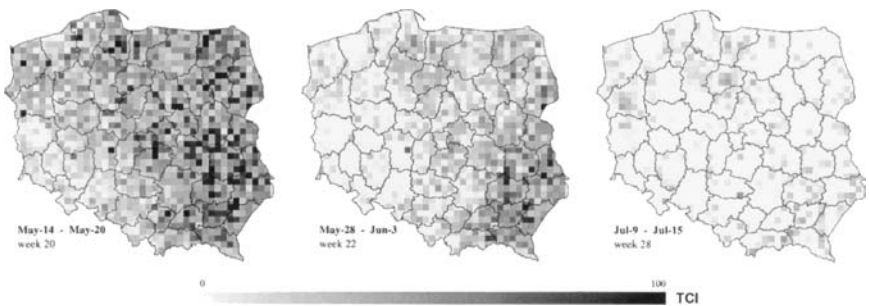 May-14 - May-20
week 20
May-28 - Jun-3
week 22
Jul-9 - Jul-15
week 28
0
100
TCI